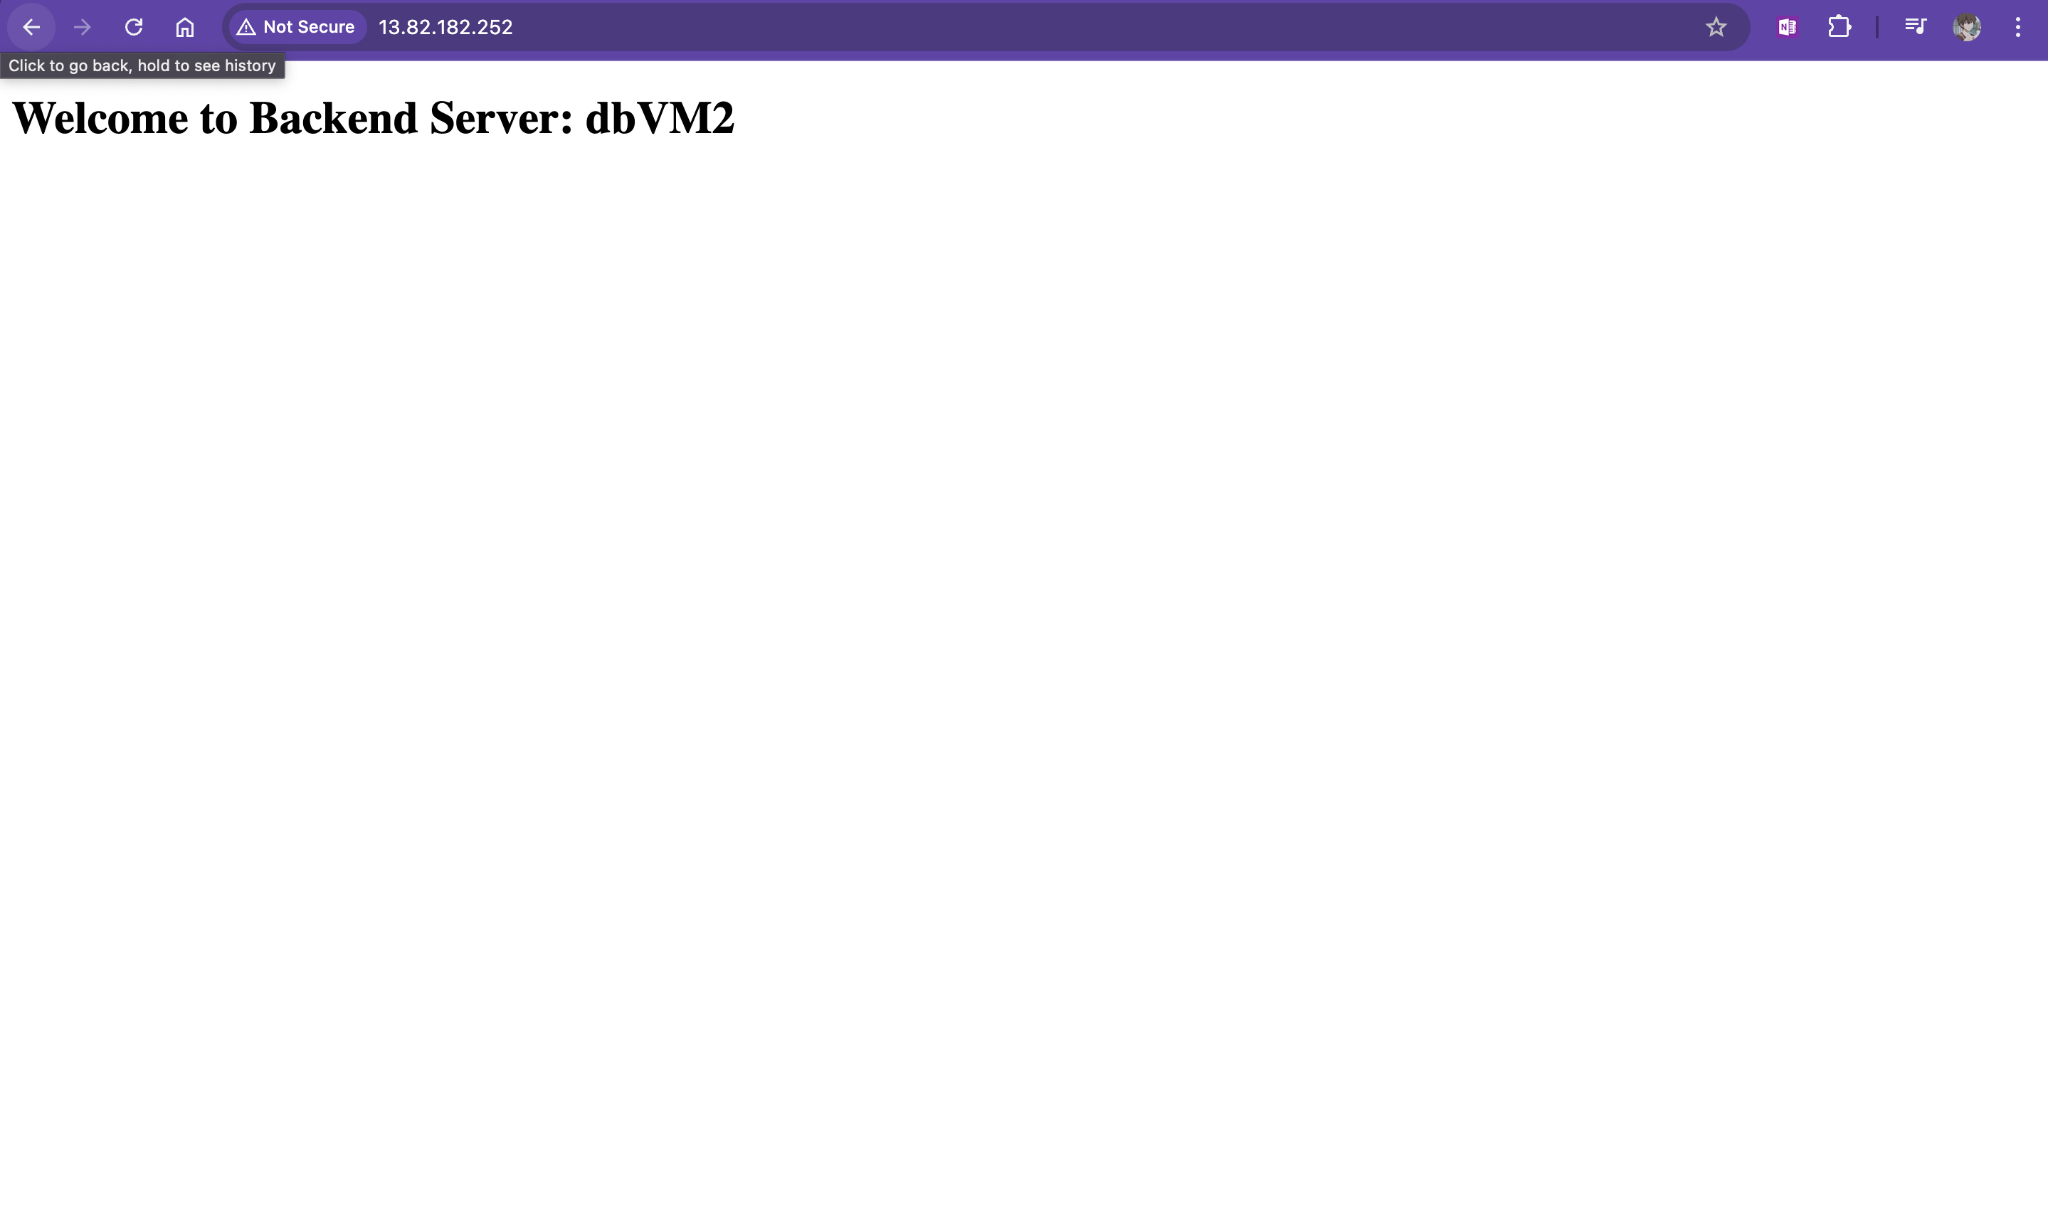 Not Secure 13.82.182.252
Click to go back, hold to see history
Welcome to Backend Server: dbVM2